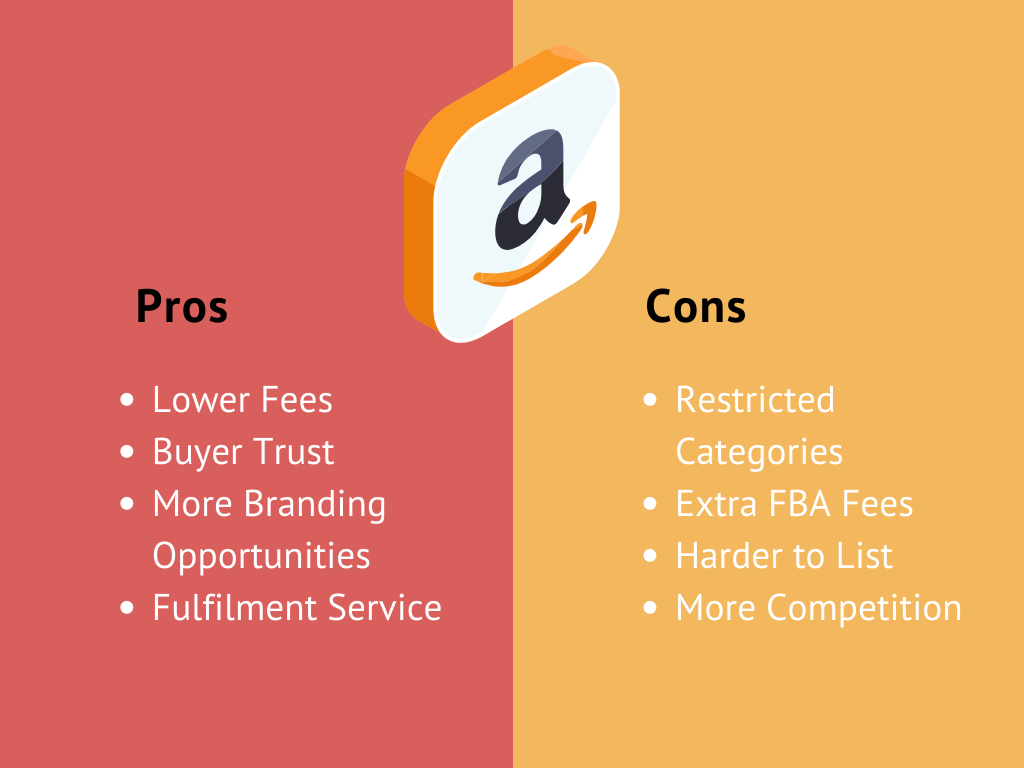 a
Pros
Lower Fees
Buyer Trust
More Branding
Opportunities
Fulfilment Service
Cons
Restricted
Categories
Extra FBA Fees
Harder to List
More Competition